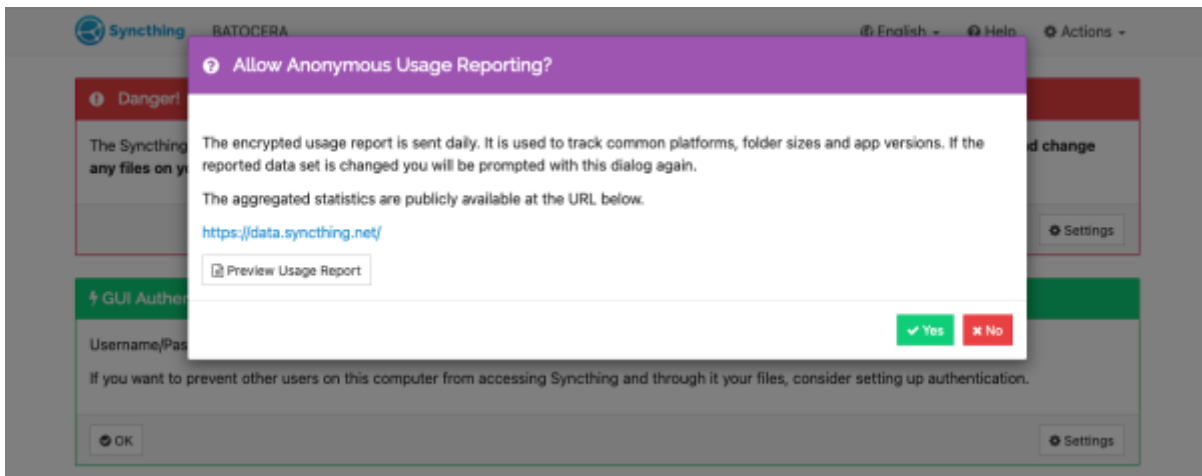 Syncthing BATOCERA English Help Actions
Allow Anonymous Usage Reporting?
Danger!
The encrypted usage report is sent daily. It is used to track common platforms, folder sizes and app versions. If the
reported data set is changed you will be prompted with this dialog again.
The Syncthing
change
any files on
The aggregated statistics are publicly available at the URL below.
https://data.syncthing.net/
Settings
Preview Usage Report
GUI
Yes No
If you want to prevent other users on this computer from accessing Syncthing and through it your files, consider setting up authentication.
OK Settings